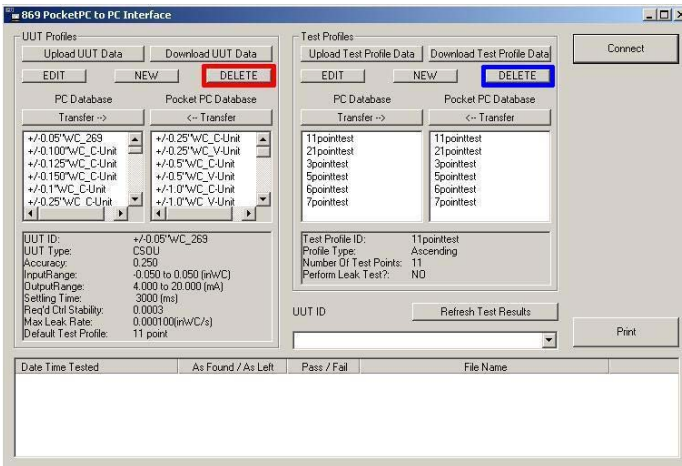 869 PocketPC to PC Interface
UUT Profiles
Upload UUT Data Download UUT Data
EDIT NEW DELETE
PC Database Pocket PC Database
Transfer --> <-- Transfer
+/-0.05"WC_269
+/-0.100"WC_C-Unit
+/-0.125"WC_C-Unit
+/-0.150"WC_C-Unit
+/-0.1"WC_C-Unit
+/-0.25"WC_C-Unit
+/-0.25"WC_C-Unit
+/-0.25"WC_V-Unit
+/-0.5"WC_C-Unit
+/-0.5"WC_V-Unit
+/-1.0"WC_C-Unit
+/-1.0"WC_V-Unit
UUT ID: +/-0.05"WC_269
UUT Type: CSOU
Accuracy: 0.250
InputRange: -0.050 to 0.050 (inWC)
OutputRange: 4.000 to 20.000 (mA)
Settling Time: 3000 (ms)
Req'd Ctrl Stability: 0.0003
Max Leak Rate: 0.000100(inWC/s)
Default Test Profile: 11 point
Test Profiles
Upload Test Profile Data Download Test Profile Data
EDIT NEW DELETE
PC Database Pocket PC Database
Transfer --> <-- Transfer
11pointtest
21pointtest
3pointtest
5pointtest
6pointtest
7pointtest
11pointtest
21pointtest
3pointtest
5pointtest
6pointtest
7pointtest
Test Profile ID: 11pointtest
Profile Type: Ascending
Number Of Test Points: 11
Perform Leak Test?: NO
UUT ID Refresh Test Results
Connect
Print
Date Time Tested As Found / As Left Pass / Fail File Name